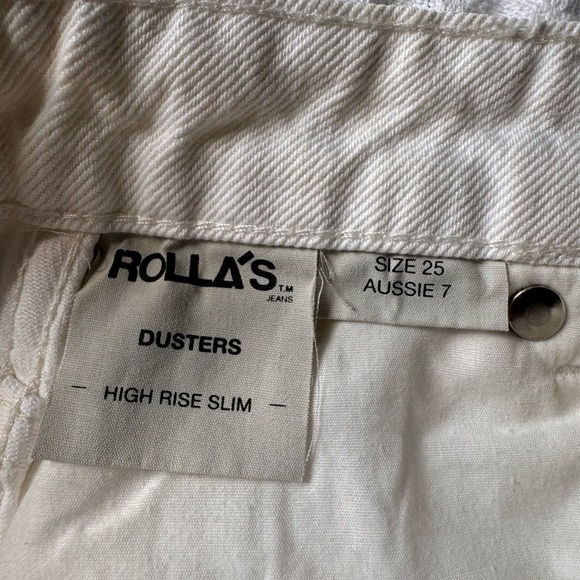 ROLLA'S T.M
JEANS
DUSTERS
— HIGH RISE SLIM —
SIZE 25
AUSSIE 7